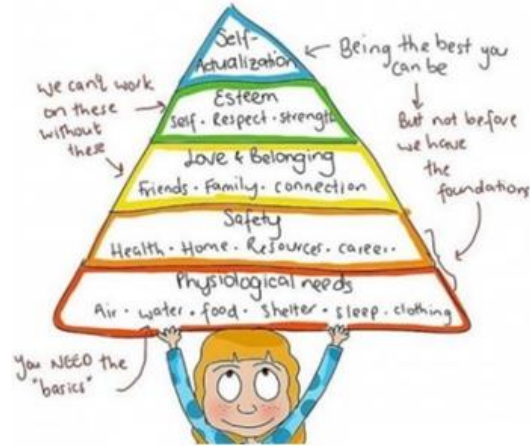 Self-
Actualization
Being the best you
can be
we can't work
on these
without
these
Esteem
Self • Respect • Strength
But not before
we have
the
foundations
Love & Belonging
Friends • Family • connection
Safety
Health • Home • Resources • career
Physiological needs
Air • water • food • Shelter • sleep • clothing
You NEED the
"basics"